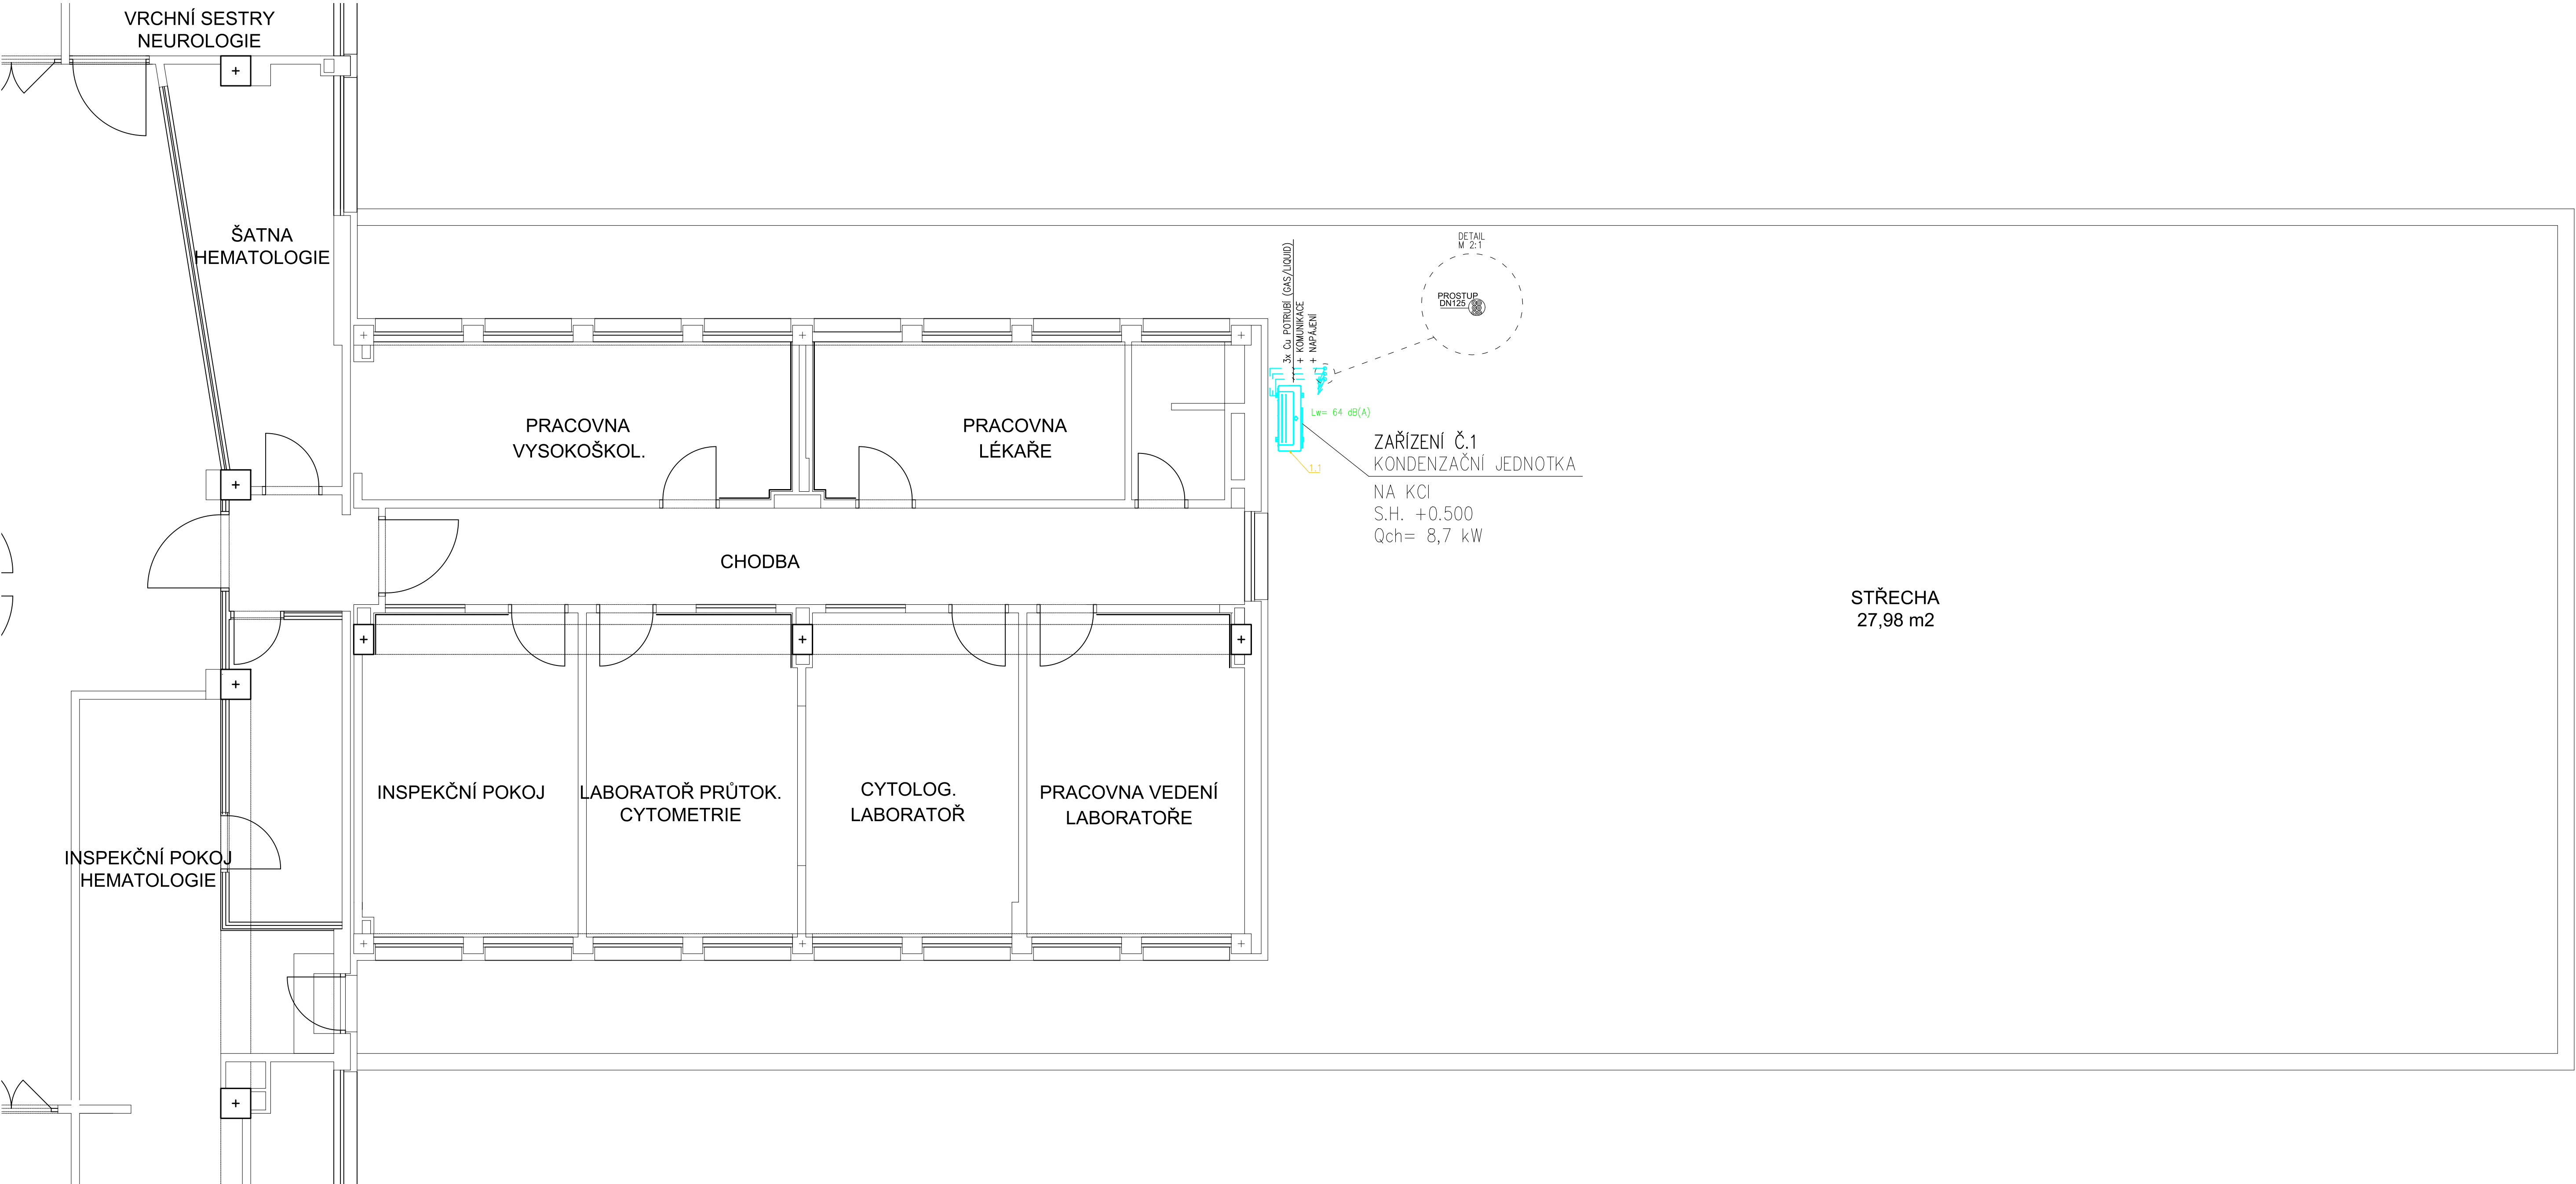 VRCHNÍ SESTRY
NEUROLOGIE
ŠATNA
HEMATOLOGIE
DETAIL
M 2:1
PROSTUP
DN125
3x Cu POTRUBÍ (GAS/LIQUID)
+ KOMUNIKACE
+ NAPÁJENÍ
Lw= 64 dB(A)
1.1
ZAŘÍZENÍ Č.1
KONDENZAČNÍ JEDNOTKA
NA KCI
S.H. +0.500
Qch= 8,7 kW
PRACOVNA
VYSOKOŠKOL.
PRACOVNA
LÉKAŘE
CHODBA
STŘECHA
27,98 m2
INSPEKČNÍ POKOJ
LABORATOŘ PRŮTOK.
CYTOMETRIE
CYTOLOG.
LABORATOŘ
PRACOVNA VEDENÍ
LABORATOŘE
INSPEKČNÍ POKOJ
HEMATOLOGIE